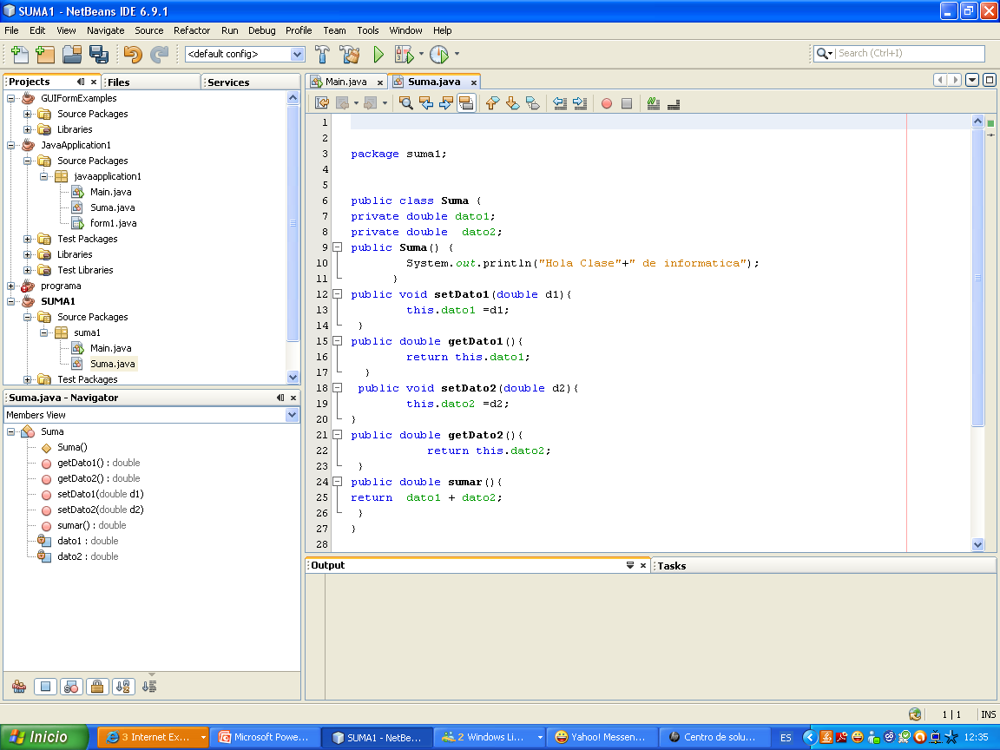 SUMA1 - NetBeans IDE 6.9.1
File Edit View Navigate Source Refactor Run Debug Profile Team Tools Window Help
<default config>
Search (Ctrl+I)
Projects Files Services
GUIFormExamples
Source Packages
Libraries
JavaApplication1
Source Packages
javaapplication1
Main.java
Suma.java
form1.java
Test Packages
Libraries
Test Libraries
programa
SUMA1
Source Packages
suma1
Main.java
Suma.java
Test Packages
Suma.java - Navigator
Members View
Suma
Suma()
getDato1() : double
getDato2() : double
setDato1(double d1)
setDato2(double d2)
sumar() : double
dato1 : double
dato2 : double
Main.java Suma.java
1
2
3 package suma1;
4
5
6 public class Suma {
7 private double dato1;
8 private double  dato2;
9 public Suma() {
10 System.out.println("Hola Clase"+" de informatica");
11 }
12 public void setDato1(double d1){
13 this.dato1 =d1;
14 }
15 public double getDato1(){
16 return this.dato1;
17 }
18 public void setDato2(double d2){
19 this.dato2 =d2;
20 }
21 public double getDato2(){
22 return this.dato2;
23 }
24 public double sumar(){
25 return  dato1 + dato2;
26 }
27 }
28
Output Tasks
1 | 1 INS
Inicio 3 Internet Ex... Microsoft Powe... SUMA1 - NetBe... 2 Windows Li... Yahoo! Messen... Centro de solu... ES 12:35